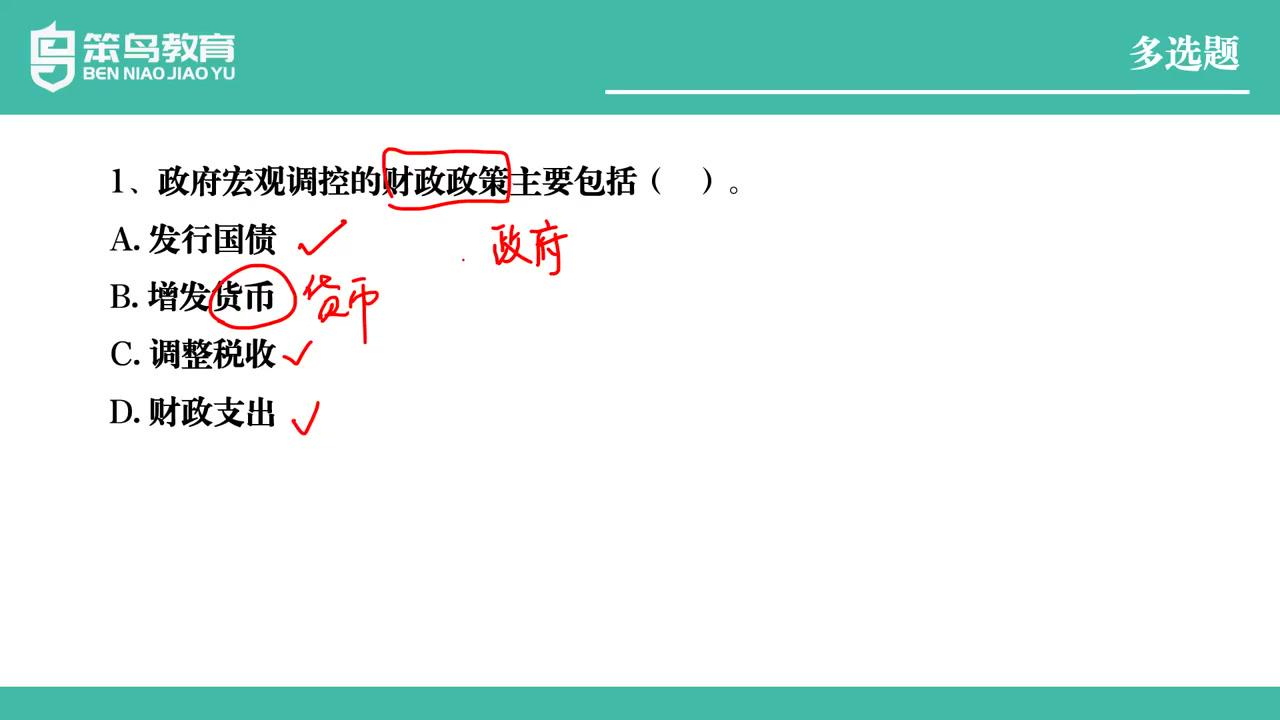 笨鸟教育
BEN NIAO JIAO YU
多选题
1、政府宏观调控的财政政策主要包括（ ）。
A. 发行国债
政府
B. 增发货币 货币
C. 调整税收
D. 财政支出